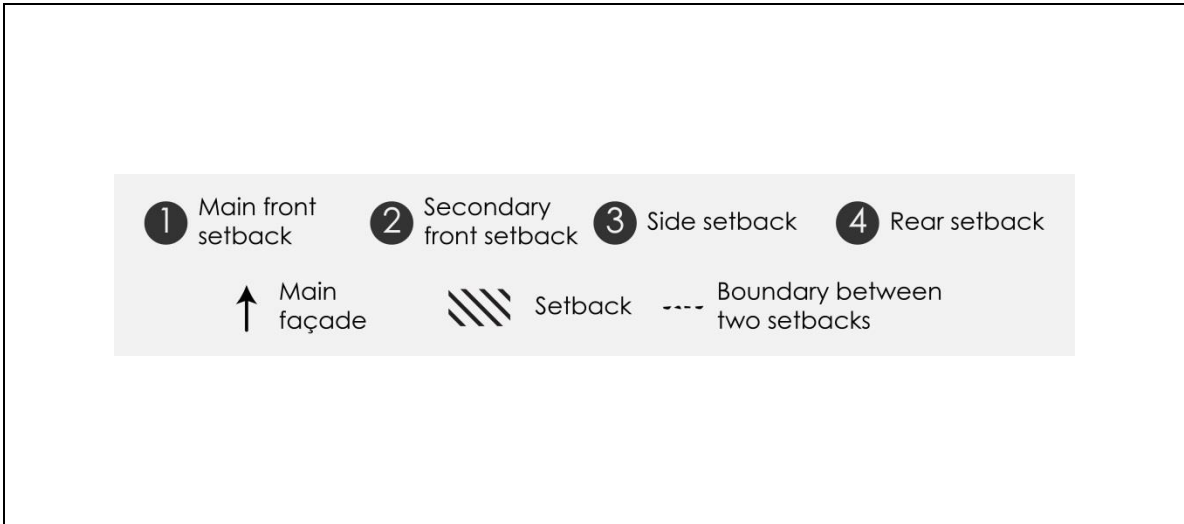 1 Main front
setback
2 Secondary
front setback
3 Side setback
4 Rear setback
Main
façade
Setback
Boundary between
two setbacks